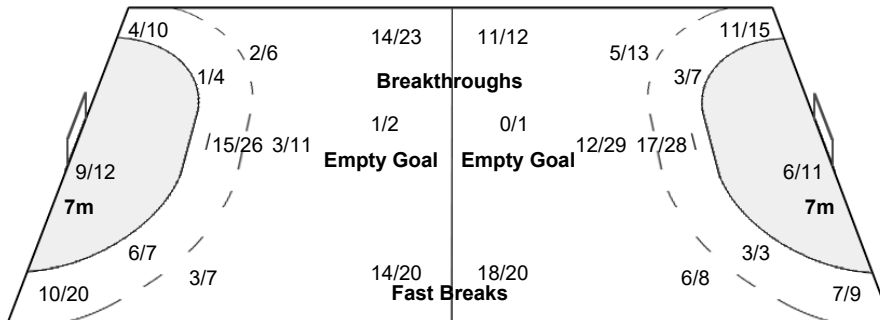 4/10 14/23 11/12 11/15
2/6 5/13
1/4 Breakthroughs 3/7
1/2 0/1
15/26 3/11 12/29 17/28
Empty Goal Empty Goal
9/12 6/11
7m 7m
6/7 3/3
3/7 14/20 18/20 6/8
10/20 Fast Breaks 7/9